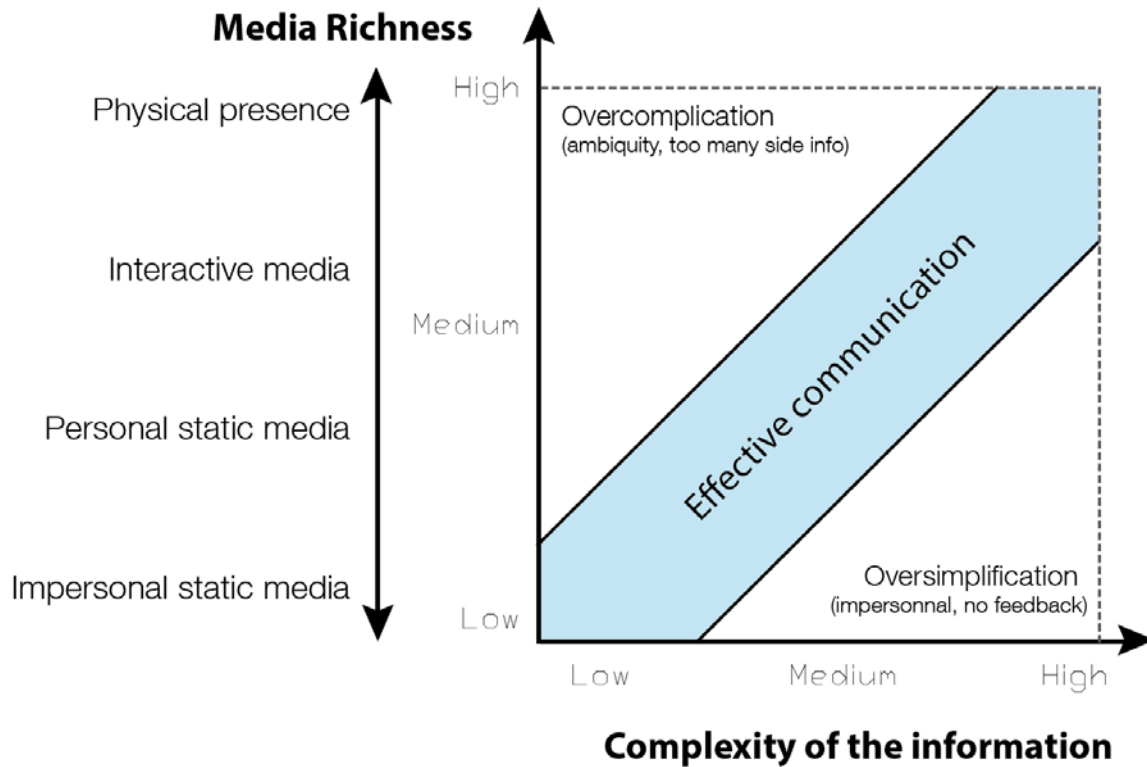 Media Richness
Physical presence
Interactive media
Personal static media
Impersonal static media
High
Medium
Low
Overcomplication
(ambiquity, too many side info)
Effective communication
Oversimplification
(impersonnal, no feedback)
Low Medium High
Complexity of the information